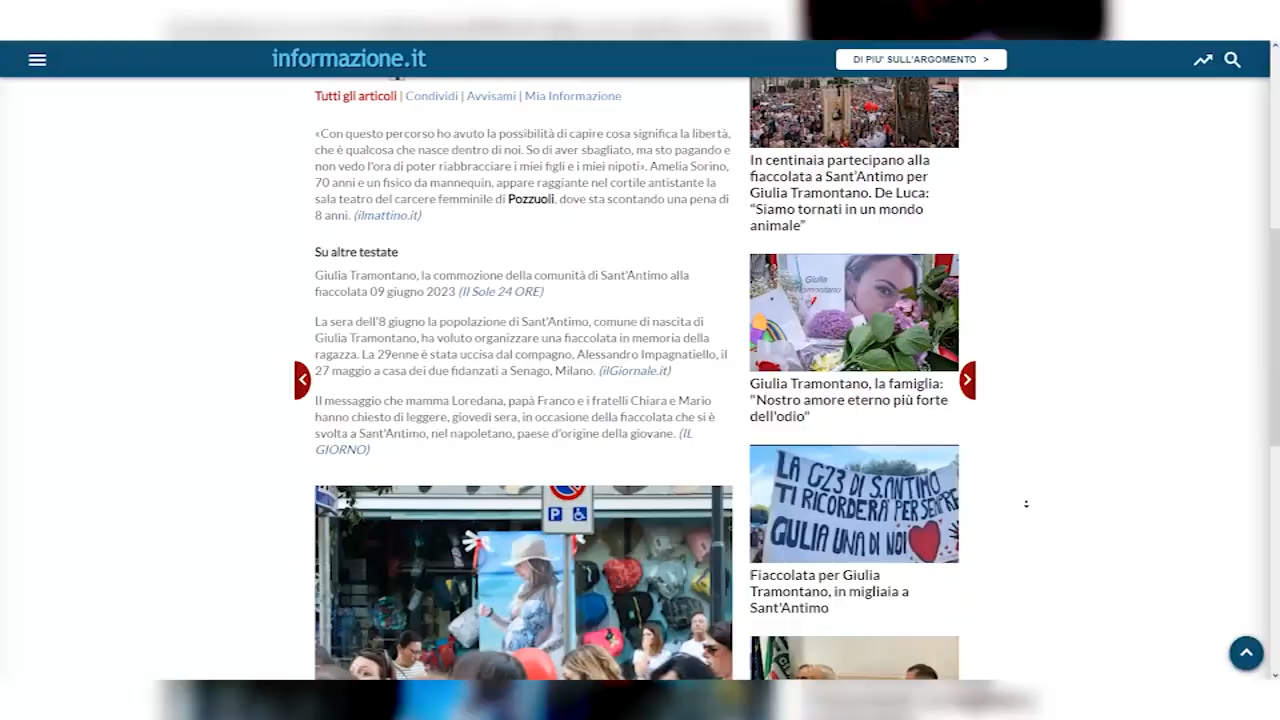 informazione.it
DI PIU' SULL'ARGOMENTO >
Tutti gli articoli | Condividi | Avvisami | Mia Informazione
«Con questo percorso ho avuto la possibilità di capire cosa significa la libertà,
che è qualcosa che nasce dentro di noi. So di aver sbagliato, ma sto pagando e
non vedo l'ora di poter riabbracciare i miei figli e i miei nipoti». Amelia Sorino,
70 anni e un fisico da mannequin, appare raggiante nel cortile antistante la
sala teatro del carcere femminile di Pozzuoli, dove sta scontando una pena di
8 anni. (ilmattino.it)
Su altre testate
Giulia Tramontano, la commozione della comunità di Sant'Antimo alla
fiaccolata 09 giugno 2023 (Il Sole 24 ORE)
La sera dell'8 giugno la popolazione di Sant'Antimo, comune di nascita di
Giulia Tramontano, ha voluto organizzare una fiaccolata in memoria della
ragazza. La 29enne è stata uccisa dal compagno, Alessandro Impagnatiello, il
27 maggio a casa dei due fidanzati a Senago, Milano. (ilGiornale.it)
Il messaggio che mamma Loredana, papà Franco e i fratelli Chiara e Mario
hanno chiesto di leggere, giovedì sera, in occasione della fiaccolata che si è
svolta a Sant'Antimo, nel napoletano, paese d'origine della giovane. (IL
GIORNO)
P
In centinaia partecipano alla
fiaccolata a Sant'Antimo per
Giulia Tramontano. De Luca:
"Siamo tornati in un mondo
animale"
Giulia
Tramontano
Giulia Tramontano, la famiglia:
"Nostro amore eterno più forte
dell'odio"
LA G23 DI S.ANTIMO
TI RICORDERÀ PER SEMPRE
GULIA UNA DI NOI
Fiaccolata per Giulia
Tramontano, in migliaia a
Sant'Antimo